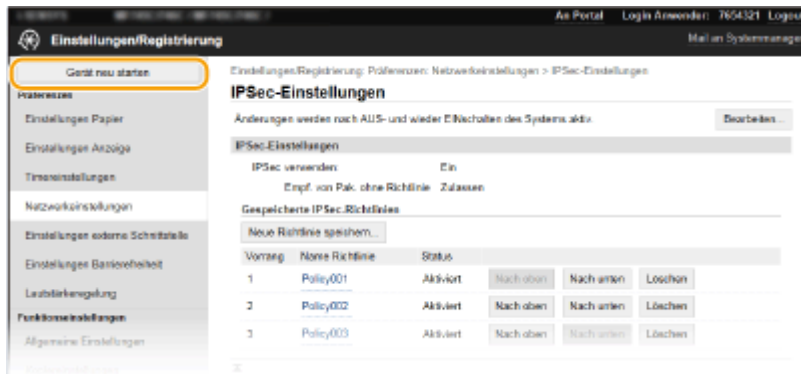 An Portal Login Anwender: 7654321 Logou
Einstellungen/Registrierung
Mail an Systemmanage
Gerät neu starten
Einstellungen/Registrierung: Präferenzen: Netzwerkeinstellungen > IPSec-Einstellungen
Präferenzen
IPSec-Einstellungen
Einstellungen Papier
Änderungen werden nach AUS- und wieder EINschalten des Systems aktiv.
Bearbeiten...
Einstellungen Anzeige
IPSec-Einstellungen
Timereinstellungen
IPSec verwenden: Ein
Empf. von Pak. ohne Richtlinie Zulassen
Netzwerkeinstellungen
Gespeicherte IPSec.Richtlinien
Einstellungen externe Schnittstelle
Neue Richtlinie speichern...
Einstellungen Barrierefreiheit
Vorrang Name Richtlinie Status
1 Policy001 Aktiviert Nach oben Nach unten Löschen
Lautstärkeregelung
2 Policy002 Aktiviert Nach oben Nach unten Löschen
Funktionseinstellungen
3 Policy003 Aktiviert Nach oben Nach unten Löschen
Allgemeine Einstellungen